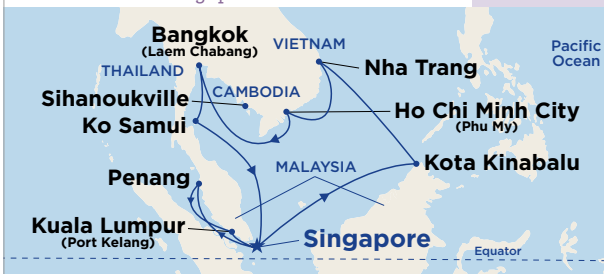 Bangkok
(Laem Chabang)
VIETNAM
Pacific
Ocean
THAILAND
Nha Trang
Sihanoukville
CAMBODIA
Ho Chi Minh City
(Phu My)
Ko Samui
MALAYSIA
Kota Kinabalu
Penang
Kuala Lumpur
(Port Kelang)
Singapore
Equator